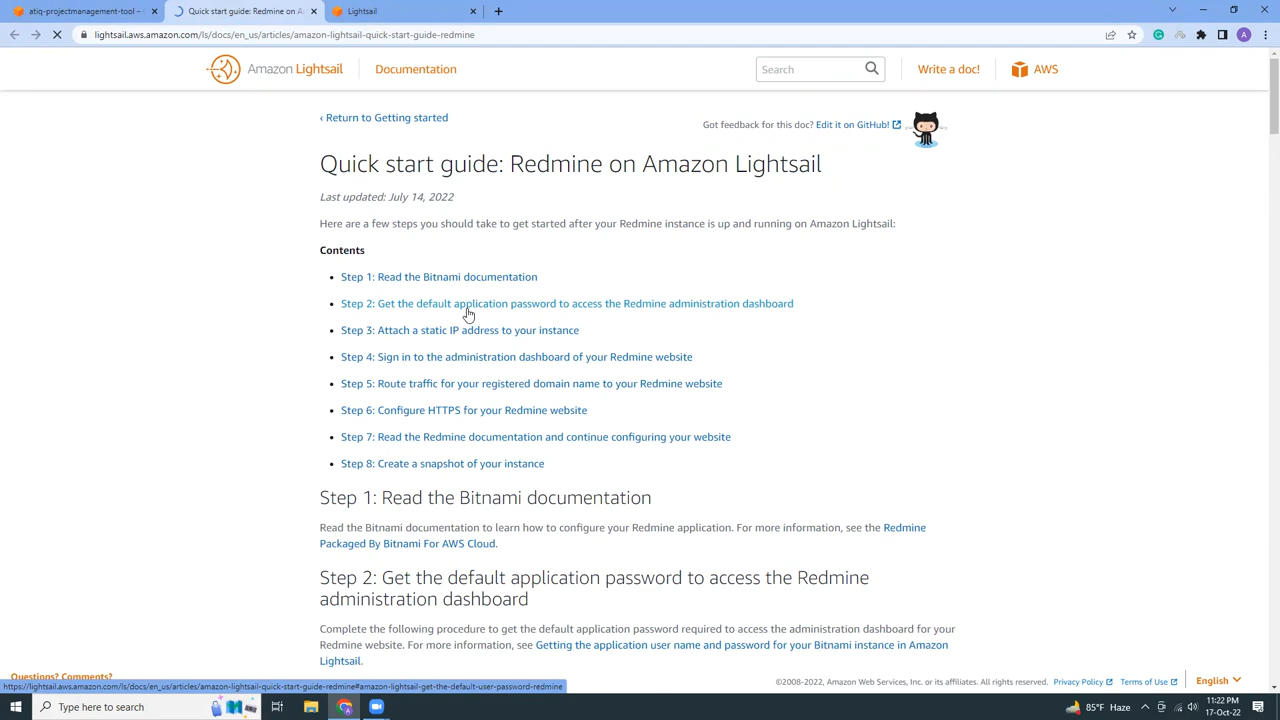 atiq-projectmanagement-tool -
Redmine on Amazon Lightsail | L
lightsail.aws.amazon.com/ls/docs/en_us/articles/amazon-lightsail-quick-start-guide-redmine
A
Amazon Lightsail
Documentation
Search
Write a doc!
AWS
‹ Return to Getting started
Got feedback for this doc? Edit it on GitHub!
Quick start guide: Redmine on Amazon Lightsail
Last updated: July 14, 2022
Here are a few steps you should take to get started after your Redmine instance is up and running on Amazon Lightsail:
Contents
• Step 1: Read the Bitnami documentation
• Step 2: Get the default application password to access the Redmine administration dashboard
• Step 3: Attach a static IP address to your instance
• Step 4: Sign in to the administration dashboard of your Redmine website
• Step 5: Route traffic for your registered domain name to your Redmine website
• Step 6: Configure HTTPS for your Redmine website
• Step 7: Read the Redmine documentation and continue configuring your website
• Step 8: Create a snapshot of your instance
Step 1: Read the Bitnami documentation
Read the Bitnami documentation to learn how to configure your Redmine application. For more information, see the Redmine
Packaged By Bitnami For AWS Cloud.
Step 2: Get the default application password to access the Redmine
administration dashboard
Complete the following procedure to get the default application password required to access the administration dashboard for your
Redmine website. For more information, see Getting the application user name and password for your Bitnami instance in Amazon
Lightsail.
Questions? Comments?
https://lightsail.aws.amazon.com/ls/docs/en_us/articles/amazon-lightsail-quick-start-guide-redmine#amazon-lightsail-get-the-default-user-password-redmine
©2008-2022, Amazon Web Services, Inc. or its affiliates. All rights reserved.
Privacy Policy
Terms of Use
English
Type here to search
85°F Haze
11:22 PM
17-Oct-22